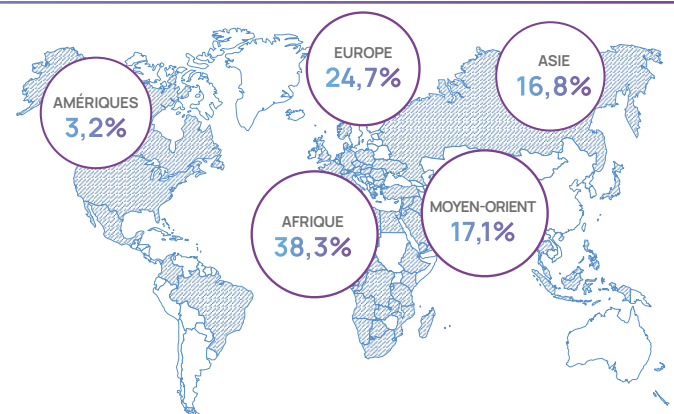 EUROPE
24,7%
ASIE
16,8%
AMÉRIQUES
3,2%
AFRIQUE
38,3%
MOYEN-ORIENT
17,1%